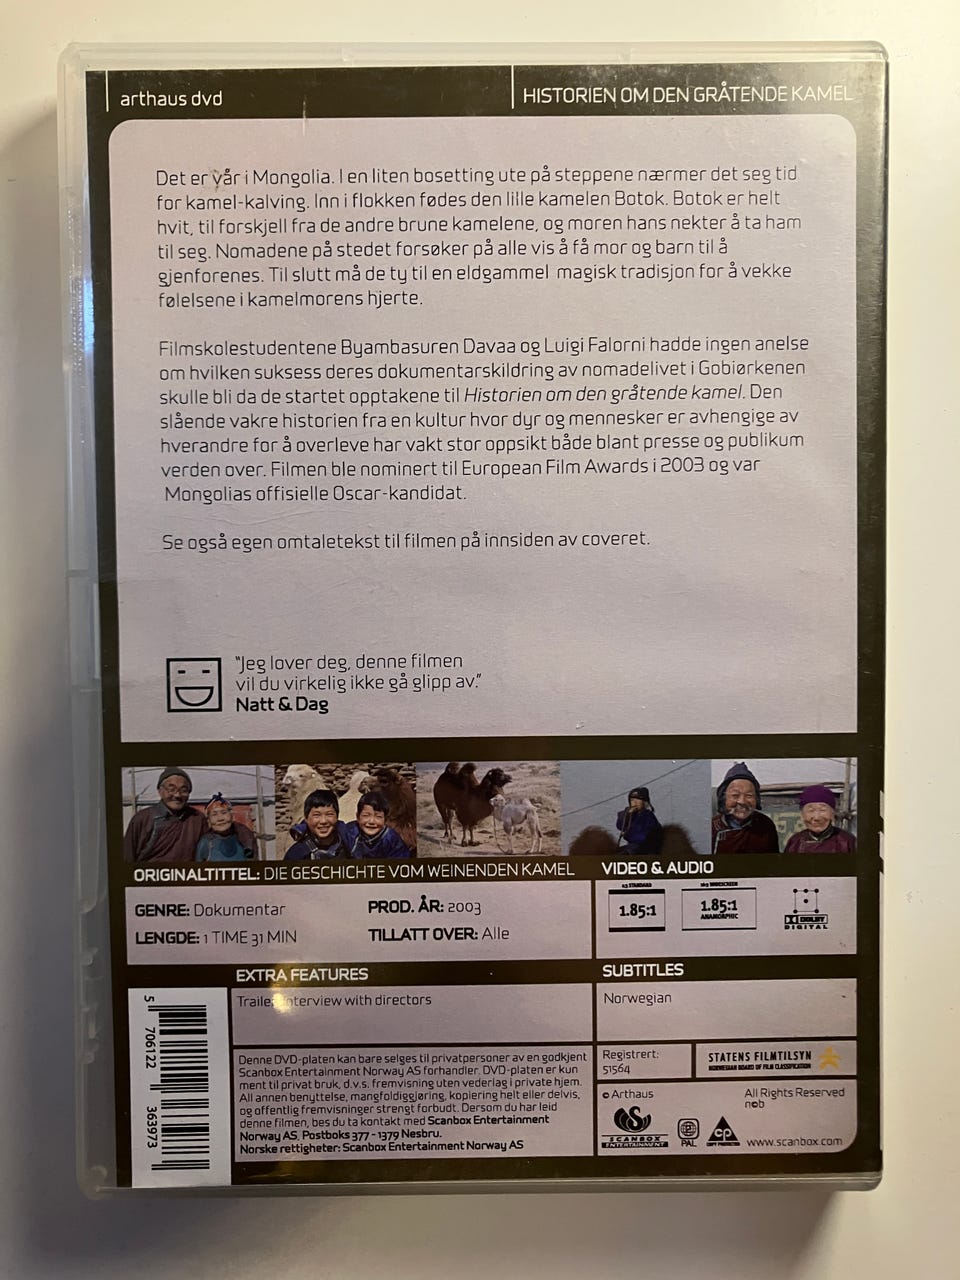 arthaus dvd
HISTORIEN OM DEN GRÅTENDE KAMEL
Det er vår i Mongolia. I en liten bosetting ute på steppene nærmer det seg tid
for kamel-kalving. Inn i flokken fødes den lille kamelen Botok. Botok er helt
hvit, til forskjell fra de andre brune kamelene, og moren hans nekter å ta ham
til seg. Nomadene på stedet forsøker på alle vis å få mor og barn til å
gjenforenes. Til slutt må de ty til en eldgammel magisk tradisjon for å vekke
følelsene i kamelmorens hjerte.
Filmskolestudentene Byambasuren Davaa og Luigi Falorni hadde ingen anelse
om hvilken suksess deres dokumentarskildring av nomadelivet i Gobiørkenen
skulle bli da de startet opptakene til Historien om den gråtende kamel. Den
slående vakre historien fra en kultur hvor dyr og mennesker er avhengige av
hverandre for å overleve har vakt stor oppsikt både blant presse og publikum
verden over. Filmen ble nominert til European Film Awards i 2003 og var
Mongolias offisielle Oscar-kandidat.
Se også egen omtaletekst til filmen på innsiden av coveret.
"Jeg lover deg, denne filmen
vil du virkelig ikke gå glipp av."
Natt & Dag
ORIGINALTITTEL: DIE GESCHICHTE VOM WEINENDEN KAMEL
GENRE: Dokumentar
PROD. ÅR: 2003
LENGDE: 1 TIME 31 MIN
TILLATT OVER: Alle
VIDEO & AUDIO
4:3 STANDARD
1.85:1
16:9 WIDESCREEN
1.85:1
ANAMORPHIC
DOLBY
DIGITAL
EXTRA FEATURES
Trailer, Interview with directors
SUBTITLES
Norwegian
5 706122 363973
Denne DVD-platen kan bare selges til privatpersoner av en godkjent
Scanbox Entertainment Norway AS forhandler. DVD-platen er kun
ment til privat bruk, d.v.s. fremvisning uten vederlag i private hjem.
All annen benyttelse, mangfoldiggjøring, kopiering helt eller delvis,
og offentlig fremvisninger strengt forbudt. Dersom du har leid
denne filmen, bes du ta kontakt med Scanbox Entertainment
Norway AS, Postboks 377 - 1379 Nesbru.
Norske rettigheter: Scanbox Entertainment Norway AS
Registrert:
51564
STATENS FILMTILSYN
NORWEGIAN BOARD OF FILM CLASSIFICATION
© Arthaus
All Rights Reserved
ncb
SCANBOX
ENTERTAINMENT
PAL
CP
COPY PROTECTED
www.scanbox.com